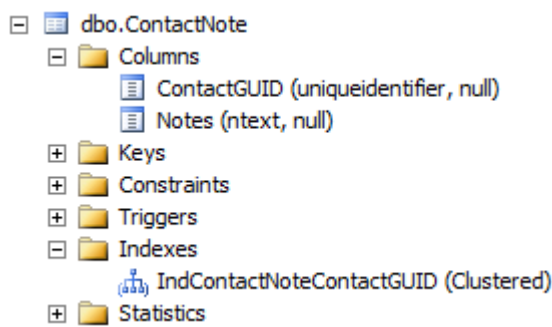 dbo.ContactNote
Columns
ContactGUID (uniqueidentifier, null)
Notes (ntext, null)
Keys
Constraints
Triggers
Indexes
IndContactNoteContactGUID (Clustered)
Statistics